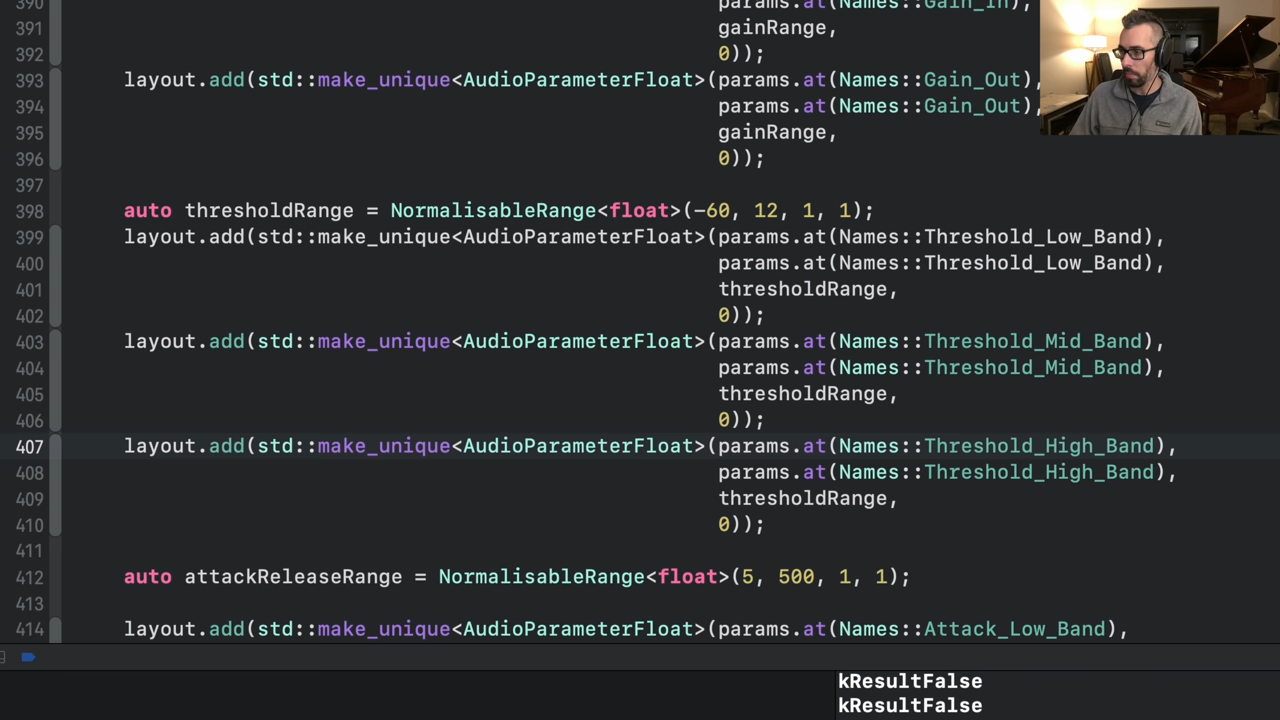 390 params.at(Names::Gain_In),
391 gainRange,
392 0));
393 layout.add(std::make_unique<AudioParameterFloat>(params.at(Names::Gain_Out),
394 params.at(Names::Gain_Out),
395 gainRange,
396 0));
397
398 auto thresholdRange = NormalisableRange<float>(-60, 12, 1, 1);
399 layout.add(std::make_unique<AudioParameterFloat>(params.at(Names::Threshold_Low_Band),
400 params.at(Names::Threshold_Low_Band),
401 thresholdRange,
402 0));
403 layout.add(std::make_unique<AudioParameterFloat>(params.at(Names::Threshold_Mid_Band),
404 params.at(Names::Threshold_Mid_Band),
405 thresholdRange,
406 0));
407 layout.add(std::make_unique<AudioParameterFloat>(params.at(Names::Threshold_High_Band),
408 params.at(Names::Threshold_High_Band),
409 thresholdRange,
410 0));
411
412 auto attackReleaseRange = NormalisableRange<float>(5, 500, 1, 1);
413
414 layout.add(std::make_unique<AudioParameterFloat>(params.at(Names::Attack_Low_Band),
kResultFalse
kResultFalse